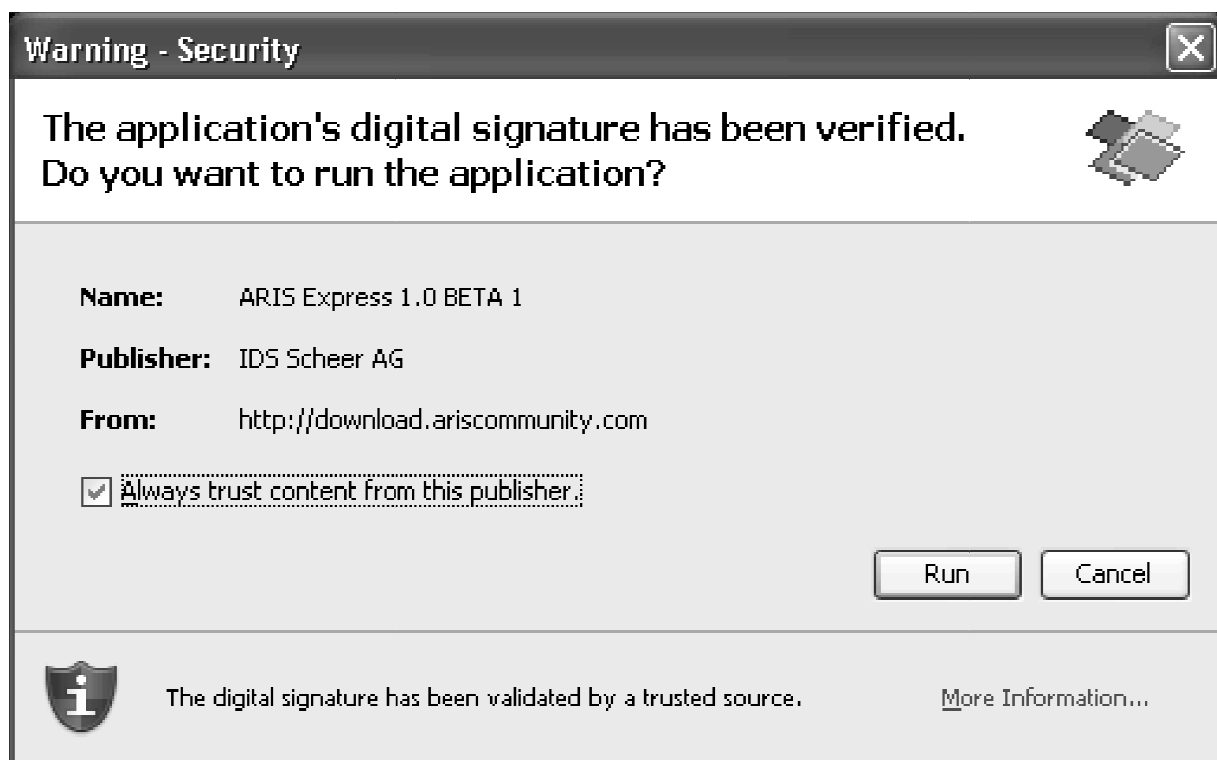 Warning - Security
The application's digital signature has been verified.
Do you want to run the application?
Name: ARIS Express 1.0 BETA 1
Publisher: IDS Scheer AG
From: http://download.ariscommunity.com
Always trust content from this publisher.
Run Cancel
The digital signature has been validated by a trusted source. More Information...